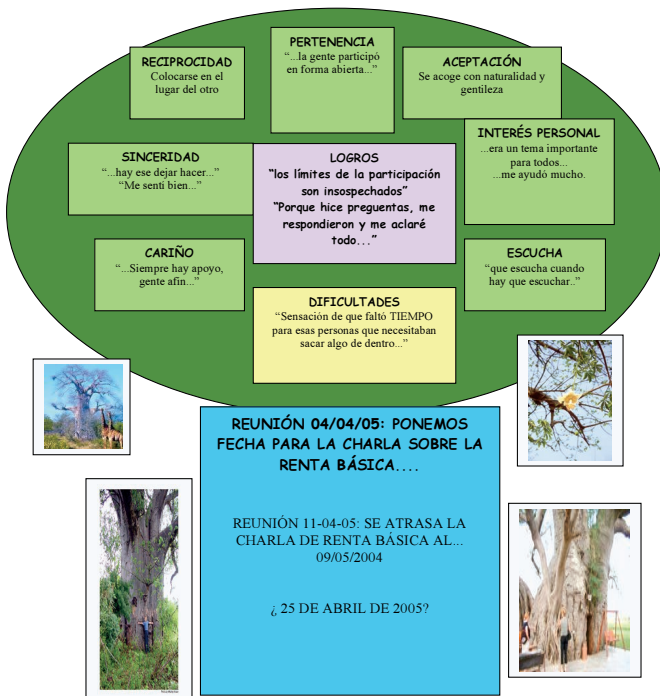 PERTENENCIA
"...la gente participó
en forma abierta..."
RECIPROCIDAD
Colocarse en el
lugar del otro
ACEPTACIÓN
Se acoge con naturalidad y
gentileza
INTERÉS PERSONAL
...era un tema importante
para todos...
...me ayudó mucho.
SINCERIDAD
"...hay ese dejar hacer..."
"Me sentí bien..."
LOGROS
"los límites de la participación
son insospechados"
"Porque hice preguentas, me
respondieron y me aclaré
todo..."
CARIÑO
"...Siempre hay apoyo,
gente afin..."
ESCUCHA
"que escucha cuando
hay que escuchar.."
DIFICULTADES
"Sensación de que faltó TIEMPO
para esas personas que necesitaban
sacar algo de dentro..."
REUNIÓN 04/04/05: PONEMOS
FECHA PARA LA CHARLA SOBRE LA
RENTA BÁSICA....
REUNIÓN 11-04-05: SE ATRASA LA
CHARLA DE RENTA BÁSICA AL...
09/05/2004
¿ 25 DE ABRIL DE 2005?